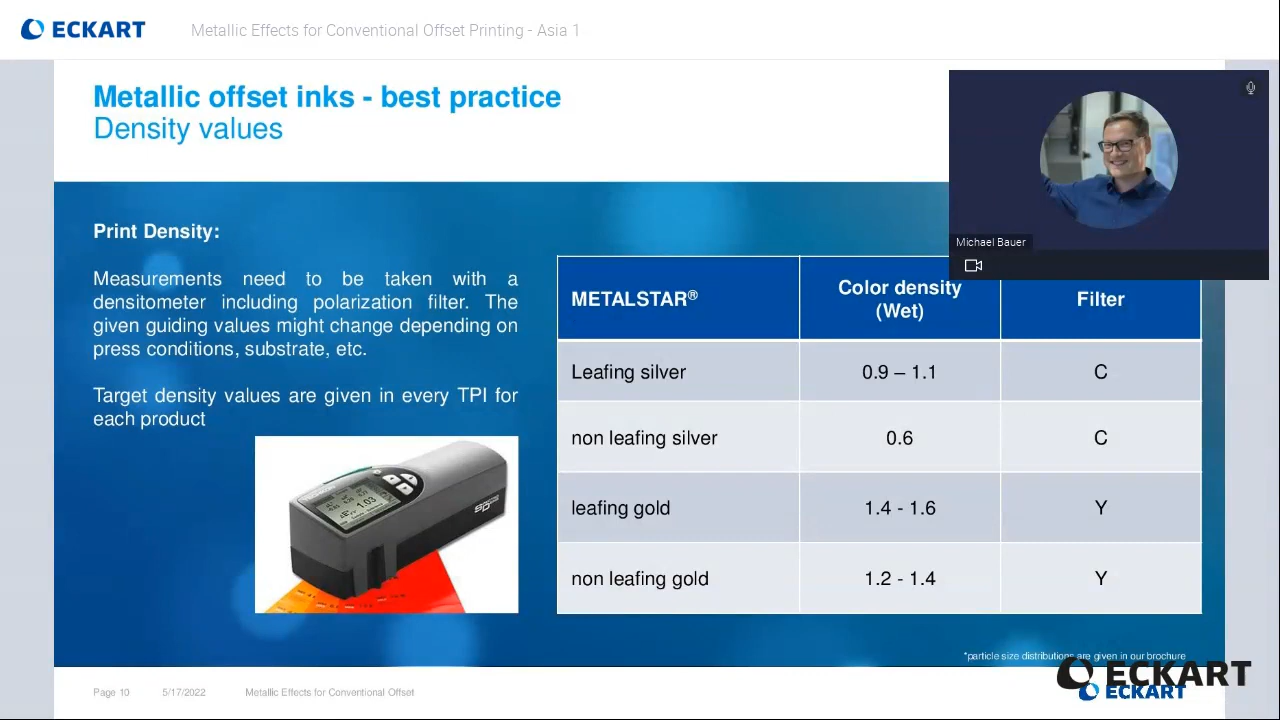 ECKART
Metallic Effects for Conventional Offset Printing - Asia 1
Metallic offset inks - best practice
Density values
Michael Bauer
Print Density:
Measurements need to be taken with a
densitometer including polarization filter. The
given guiding values might change depending on
press conditions, substrate, etc.
Target density values are given in every TPI for
each product
METALSTAR®
Color density
(Wet)
Filter
Leafing silver
0.9 – 1.1
C
non leafing silver
0.6
C
leafing gold
1.4 - 1.6
Y
non leafing gold
1.2 - 1.4
Y
*particle size distributions are given in our brochure
ECKART
ECKART
Page 10
5/17/2022
Metallic Effects for Conventional Offset